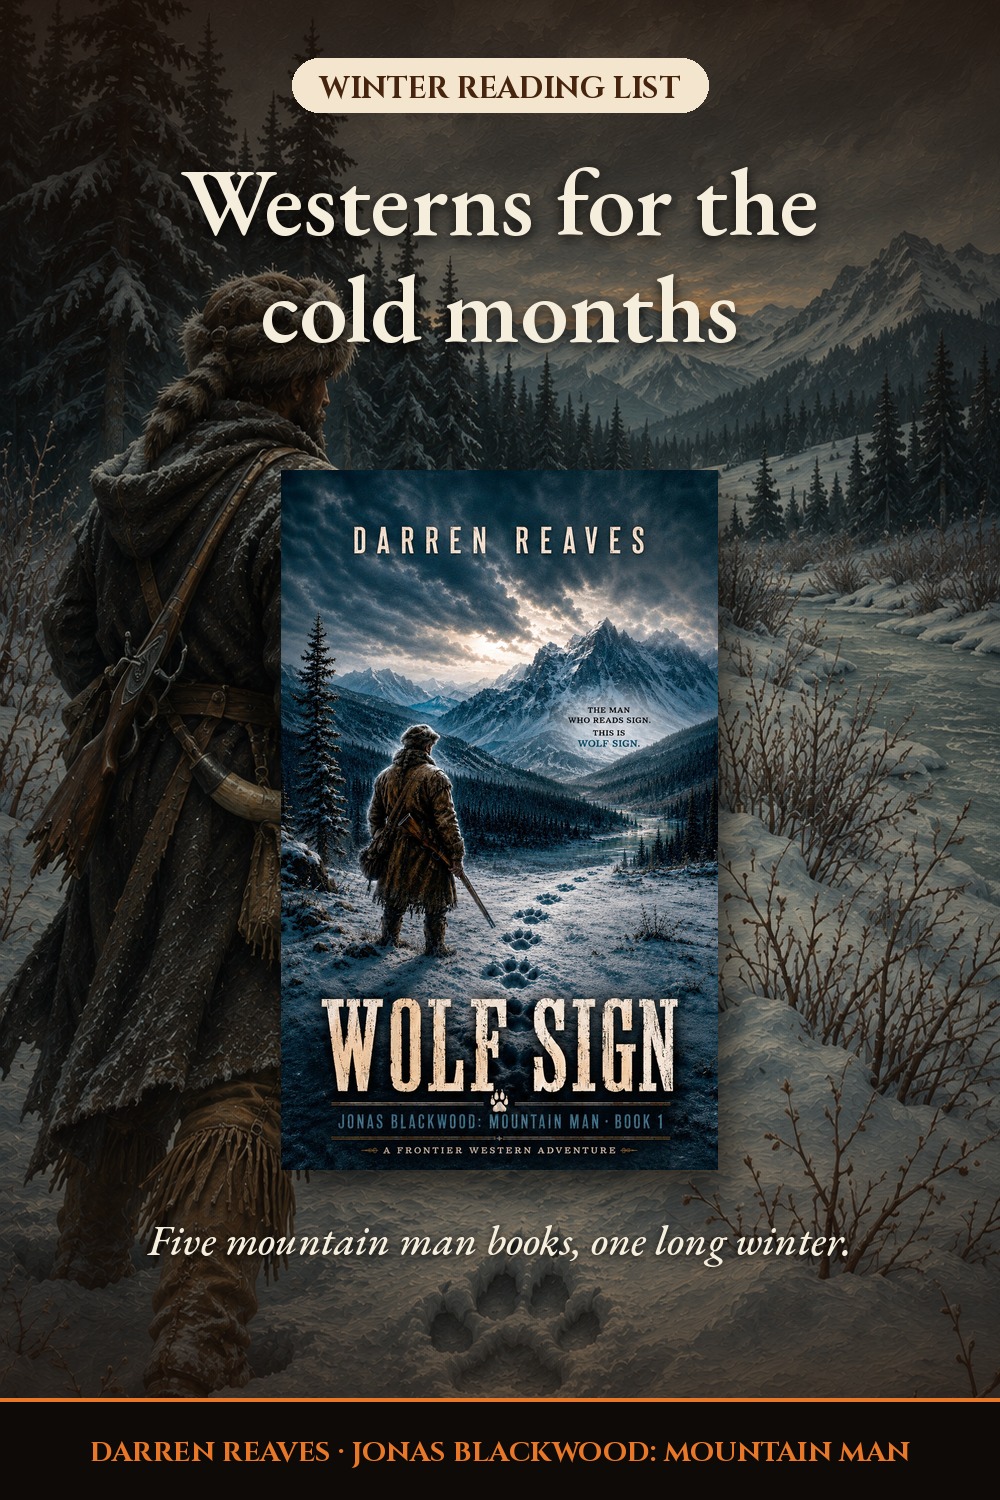 WINTER READING LIST
Westerns for the
cold months
DARREN REAVES
THE MAN
WHO READS SIGN.
THIS IS
WOLF SIGN.
WOLF SIGN
JONAS BLACKWOOD: MOUNTAIN MAN · BOOK 1
A FRONTIER WESTERN ADVENTURE
Five mountain man books, one long winter.
DARREN REAVES · JONAS BLACKWOOD: MOUNTAIN MAN